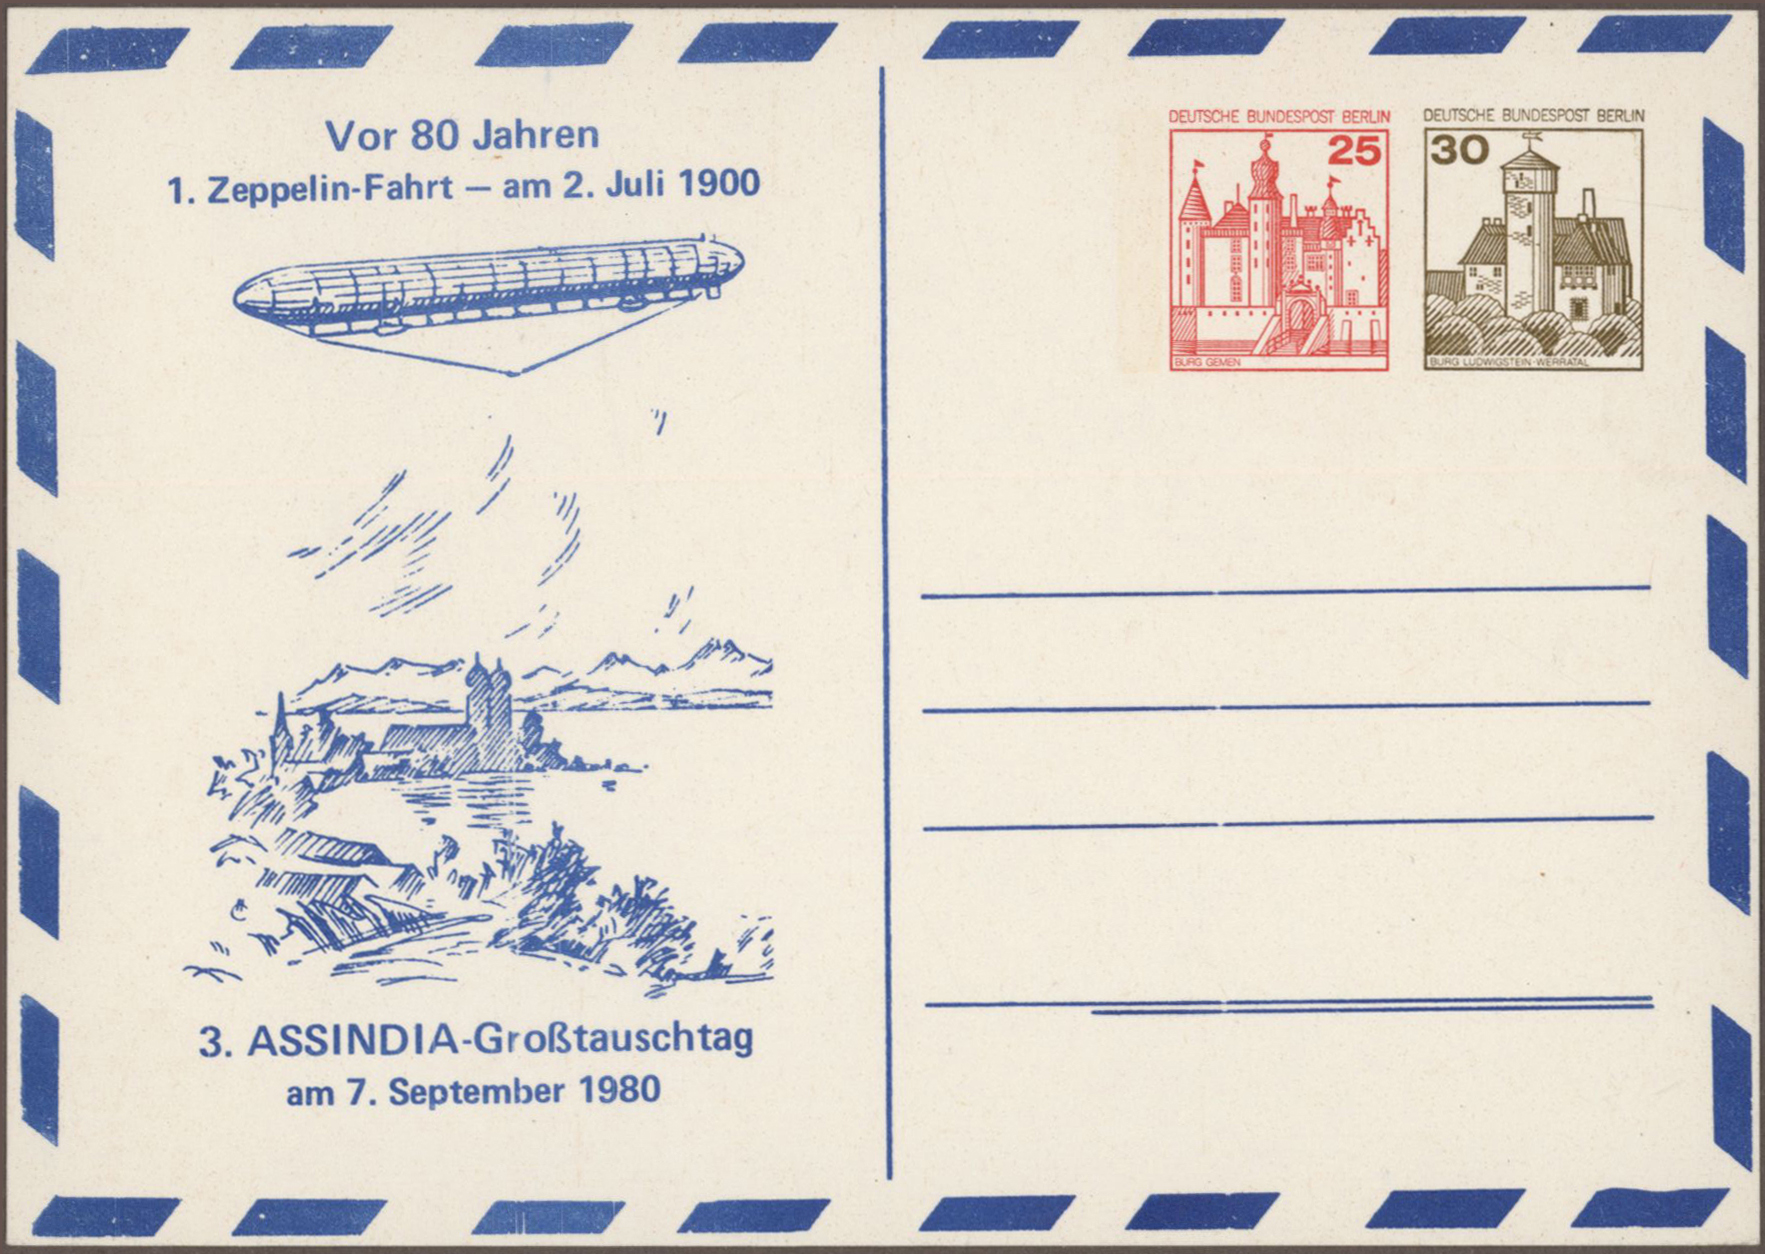 Vor 80 Jahren
1. Zeppelin-Fahrt — am 2. Juli 1900
3. ASSINDIA-Großtauschtag
am 7. September 1980
DEUTSCHE BUNDESPOST BERLIN
25
BURG GEMEN
DEUTSCHE BUNDESPOST BERLIN
30
BURG LUDWIGSTEIN-WERRATAL